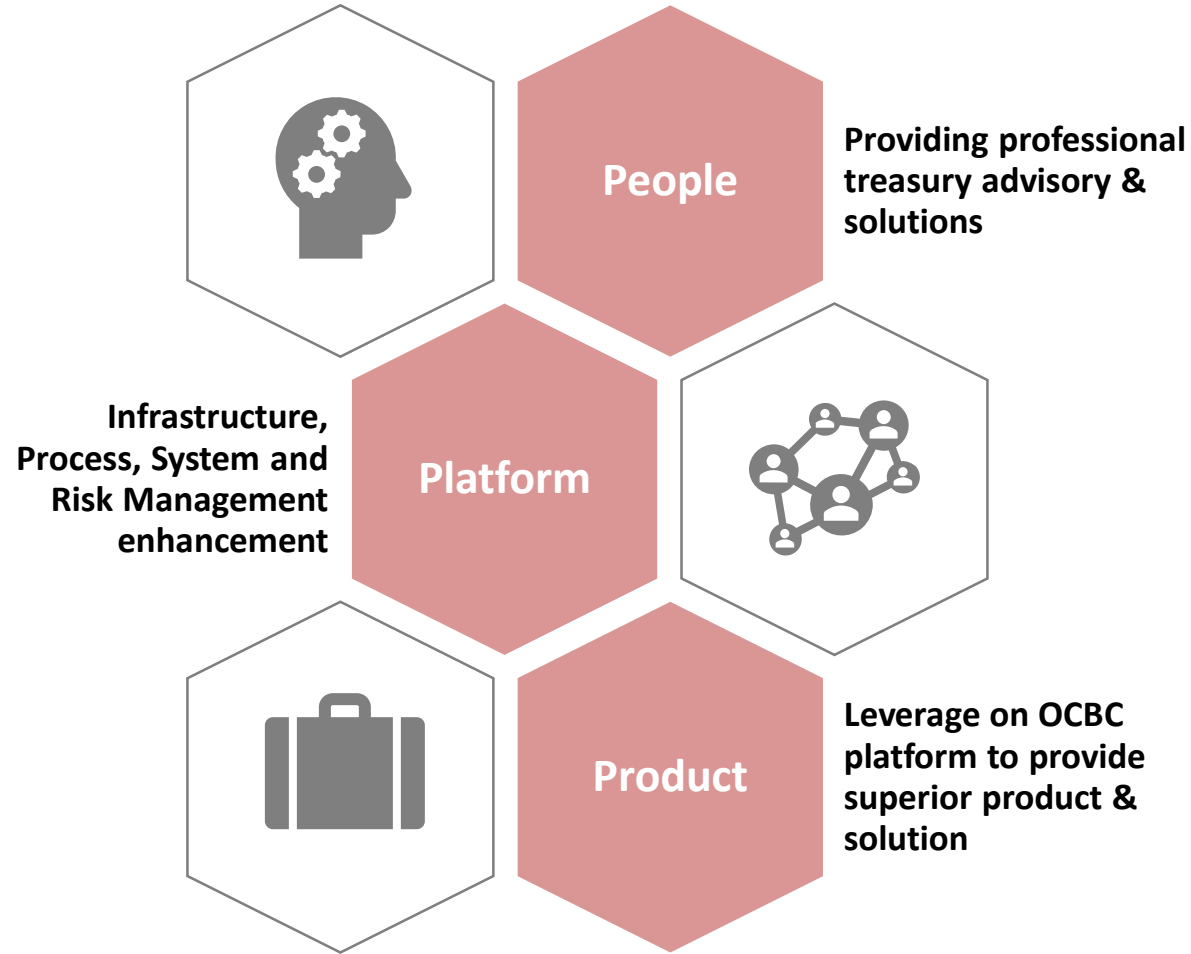 People
Providing professional
treasury advisory &
solutions
Infrastructure,
Process, System and
Risk Management
enhancement
Platform
Product
Leverage on OCBC
platform to provide
superior product &
solution